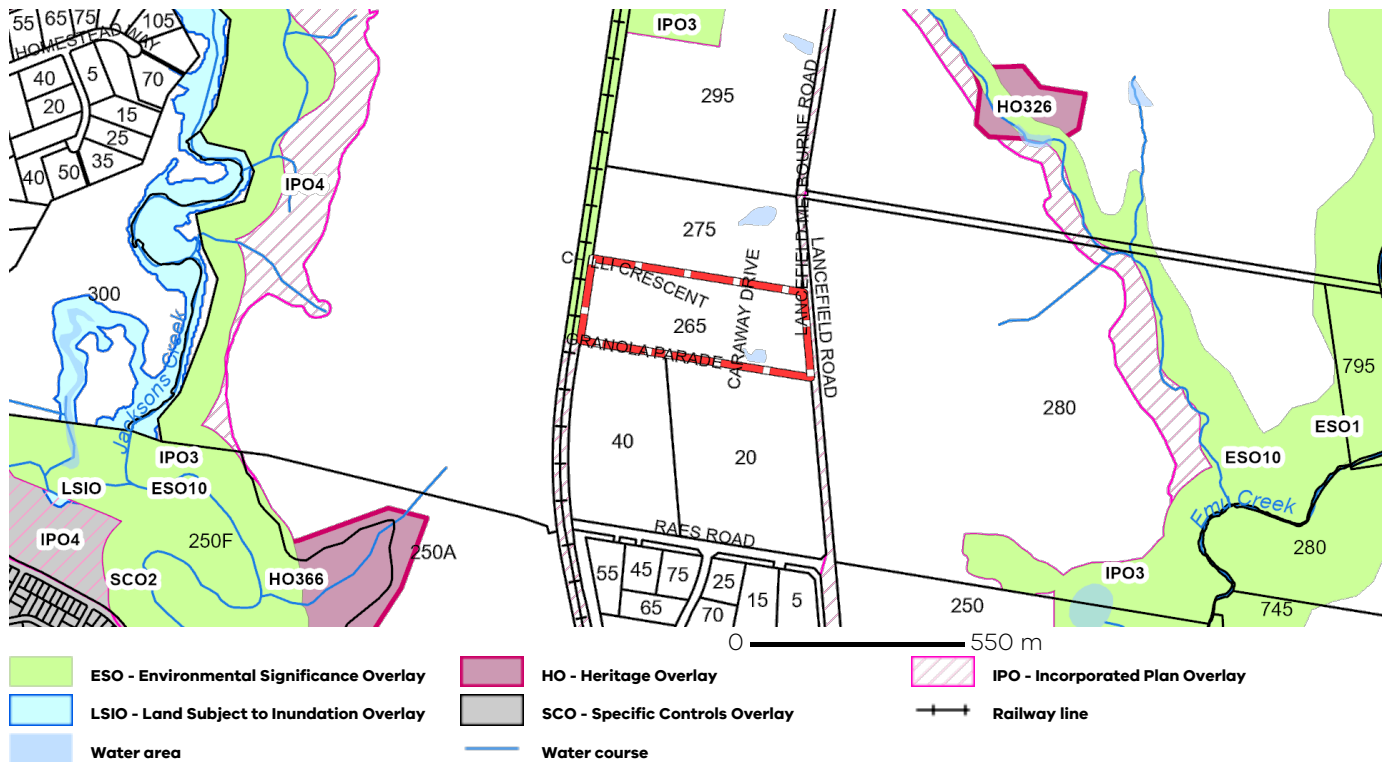 55
65
75
105
HOMESTEAD WAY
40
5
70
20
15
25
35
50
40
IPO4
300
Jacksons Creek
IPO3
295
LANCEFIELD-MELBOURNE ROAD
275
CHILLI CRESCENT
CARAWAY DRIVE
265
GRANOLA PARADE
LANCEFIELD ROAD
HO326
280
795
ESO1
ESO10
Emu Creek
280
IPO3
250
745
40
20
RAES ROAD
55
45
75
65
25
70
15
5
IPO3
LSIO
ESO10
IPO4
250F
SCO2
HO366
250A
0 550 m
ESO - Environmental Significance Overlay
HO - Heritage Overlay
IPO - Incorporated Plan Overlay
LSIO - Land Subject to Inundation Overlay
SCO - Specific Controls Overlay
Railway line
Water area
Water course